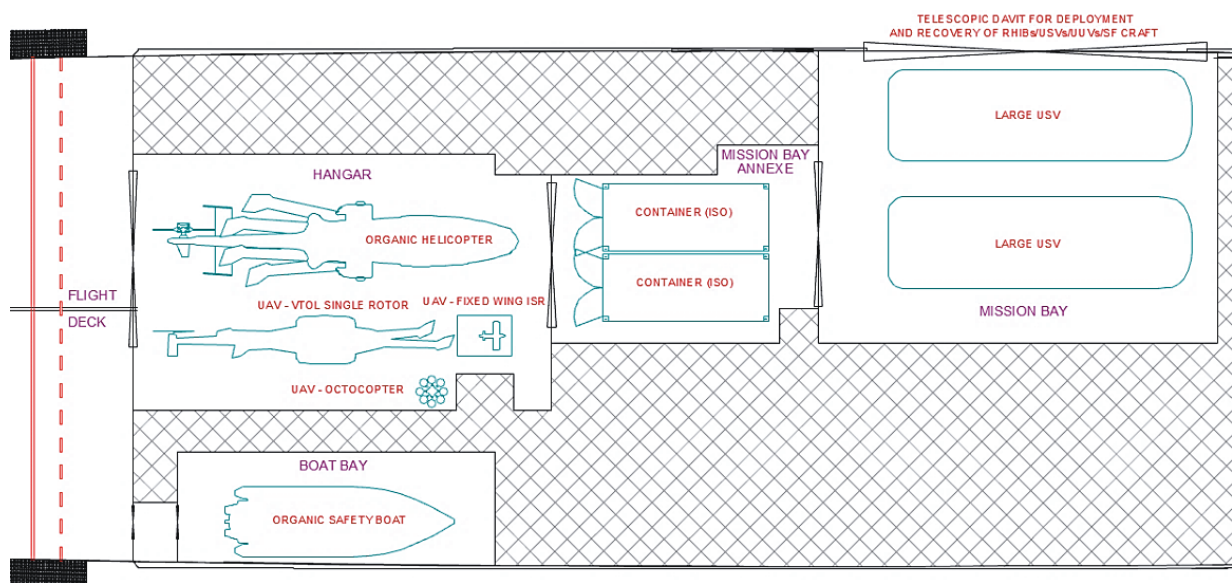 TELESCOPIC DAVIT FOR DEPLOYMENT
AND RECOVERY OF RHIBs/USVs/UUVs/SF CRAFT
LARGE USV
MISSION BAY
ANNEXE
HANGAR
CONTAINER (ISO)
ORGANIC HELICOPTER
LARGE USV
CONTAINER (ISO)
FLIGHT
DECK
UAV - VTOL SINGLE ROTOR
UAV - FIXED WING ISR
MISSION BAY
UAV - OCTOCOPTER
BOAT BAY
ORGANIC SAFETY BOAT